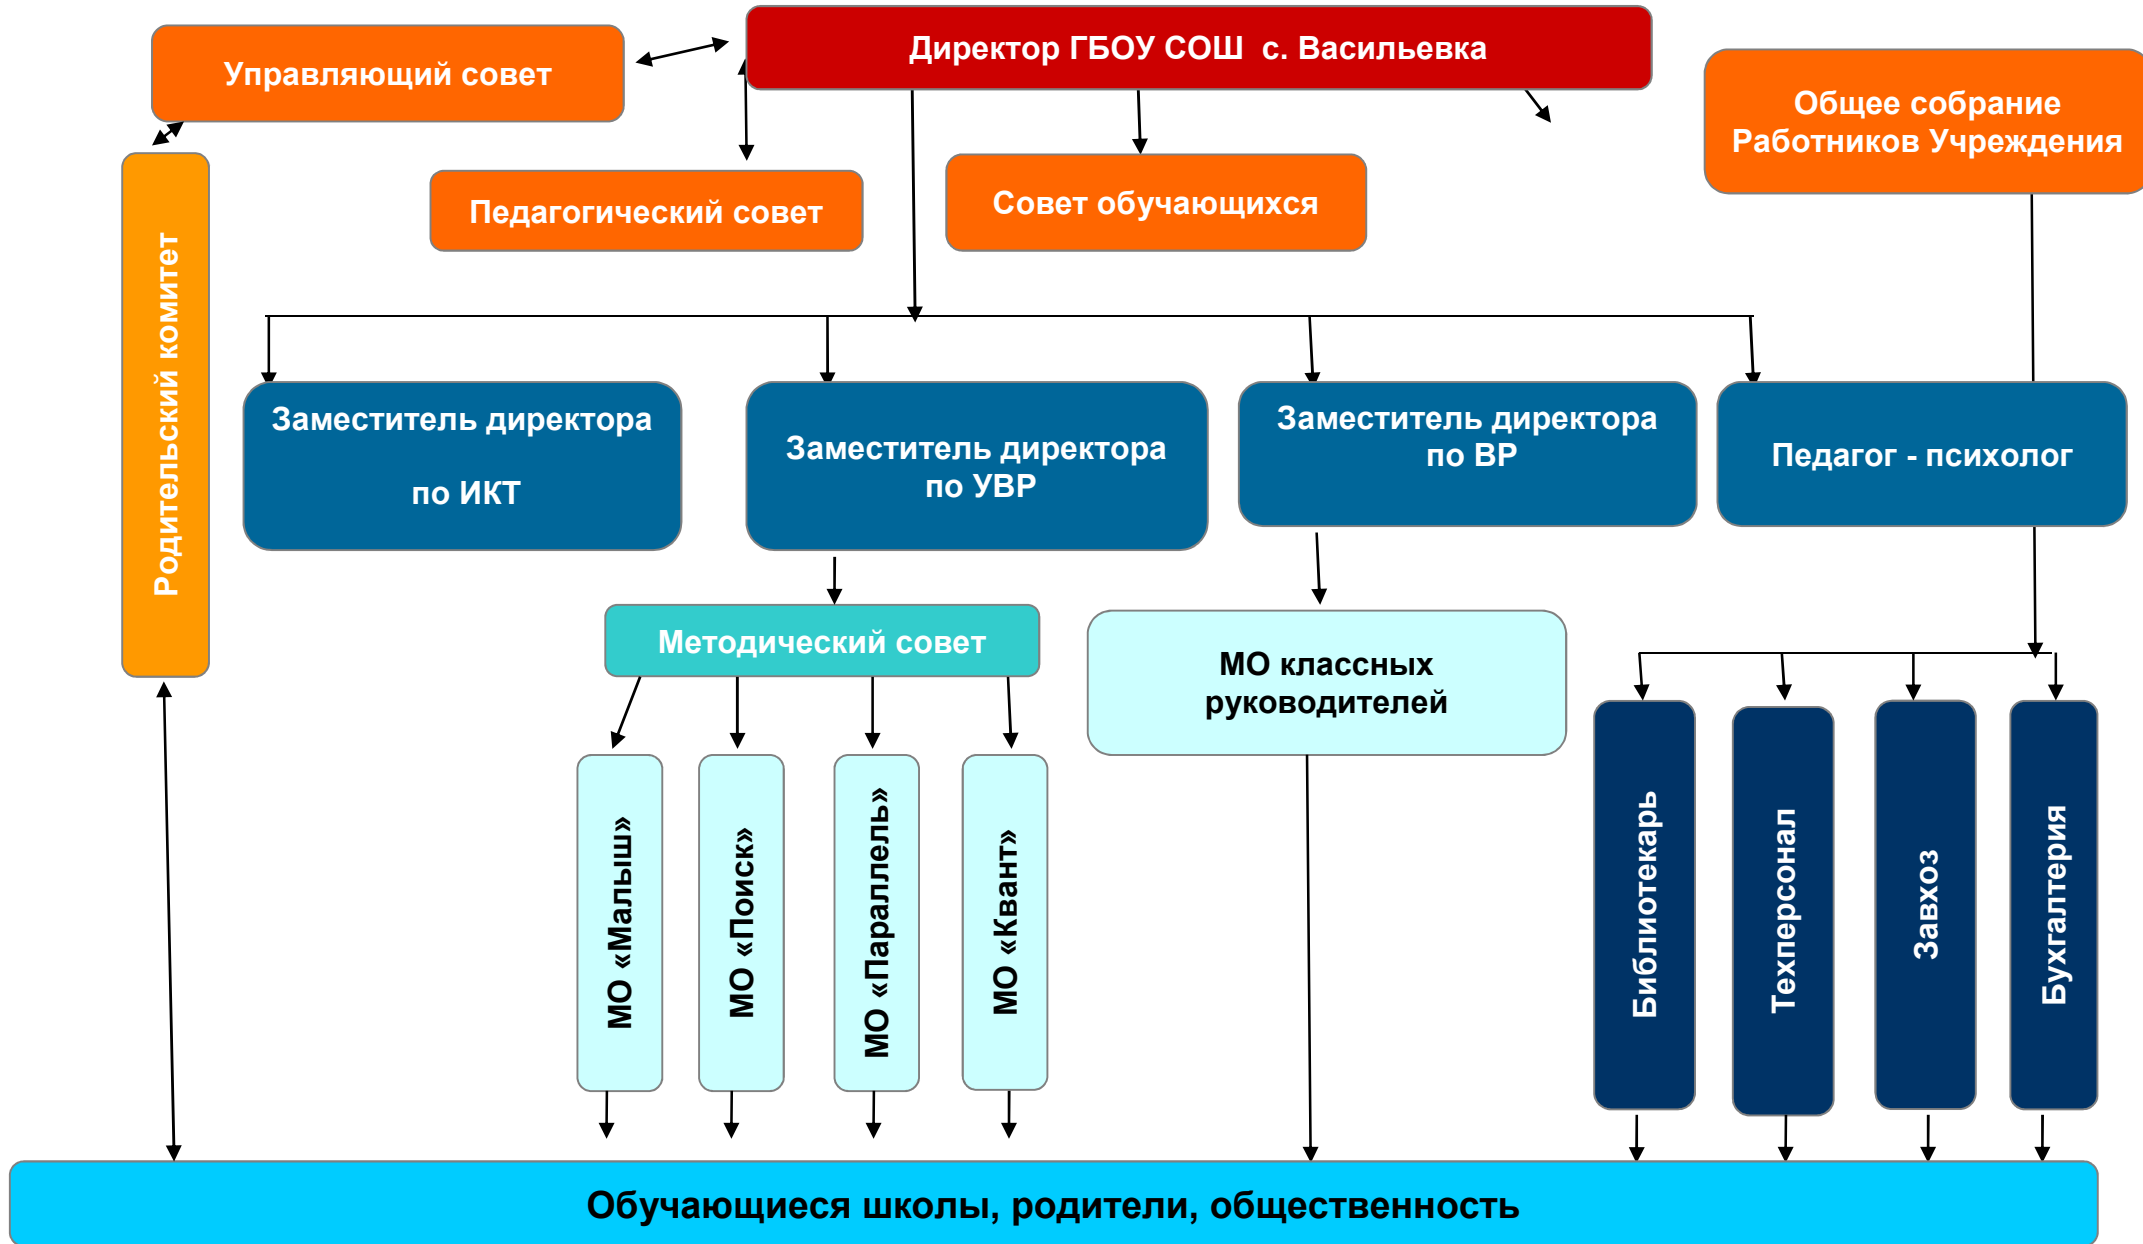 Директор ГБОУ СОШ с. Васильевка
Управляющий совет
Общее собрание
Работников Учреждения
Педагогический совет
Совет обучающихся
Родительский комитет
Заместитель директора
по ИКТ
Заместитель директора
по УВР
Заместитель директора
по ВР
Педагог - психолог
Методический совет
МО классных
руководителей
МО «Малыш»
МО «Поиск»
МО «Параллель»
МО «Квант»
Библиотекарь
Техперсонал
Завхоз
Бухгалтерия
Обучающиеся школы, родители, общественность